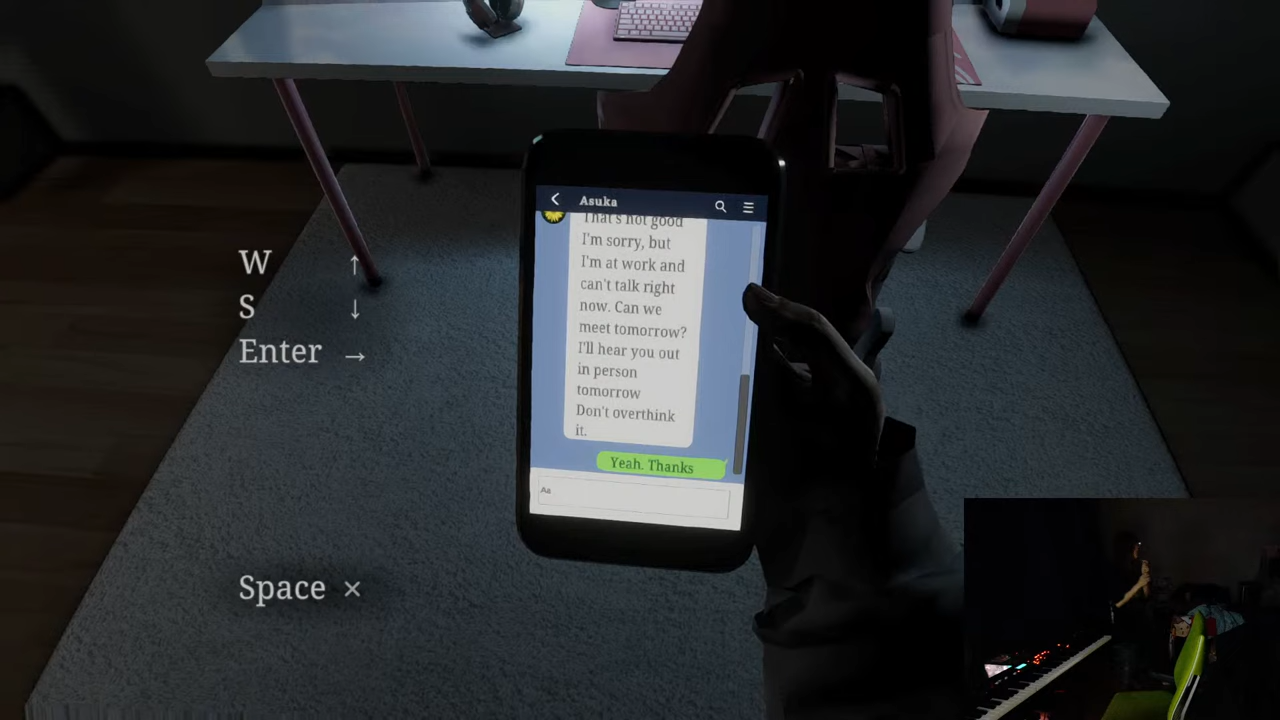 Asuka
That's not good
I'm sorry, but
I'm at work and
can't talk right
now. Can we
meet tomorrow?
I'll hear you out
in person
tomorrow
Don't overthink
it.
Yeah. Thanks
Aa
W ↑
S ↓
Enter →
Space ×